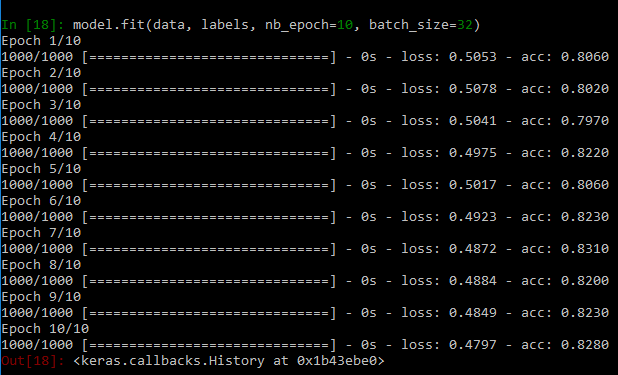 In [18]: model.fit(data, labels, nb_epoch=10, batch_size=32)
Epoch 1/10
1000/1000 [==============================] - 0s - loss: 0.5053 - acc: 0.8060
Epoch 2/10
1000/1000 [==============================] - 0s - loss: 0.5078 - acc: 0.8020
Epoch 3/10
1000/1000 [==============================] - 0s - loss: 0.5041 - acc: 0.7970
Epoch 4/10
1000/1000 [==============================] - 0s - loss: 0.4975 - acc: 0.8220
Epoch 5/10
1000/1000 [==============================] - 0s - loss: 0.5017 - acc: 0.8060
Epoch 6/10
1000/1000 [==============================] - 0s - loss: 0.4923 - acc: 0.8230
Epoch 7/10
1000/1000 [==============================] - 0s - loss: 0.4872 - acc: 0.8310
Epoch 8/10
1000/1000 [==============================] - 0s - loss: 0.4884 - acc: 0.8200
Epoch 9/10
1000/1000 [==============================] - 0s - loss: 0.4849 - acc: 0.8230
Epoch 10/10
1000/1000 [==============================] - 0s - loss: 0.4797 - acc: 0.8280
Out[18]: <keras.callbacks.History at 0x1b43ebe0>